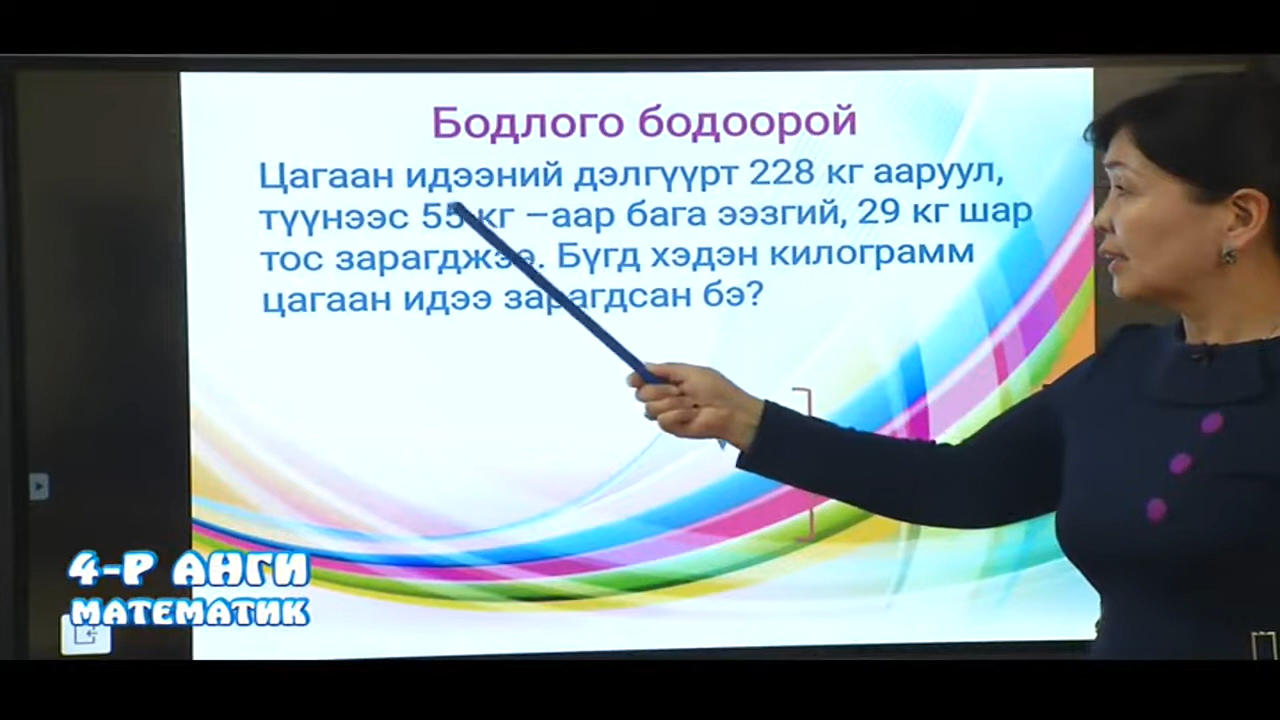 Бодлого бодоорой
Цагаан идээний дэлгүүрт 228 кг ааруул,
түүнээс 55 кг –аар бага ээзгий, 29 кг шар
тос зарагджээ. Бүгд хэдэн килограмм
цагаан идээ зарагдсан бэ?
4-Р АНГИ
МАТЕМАТИК